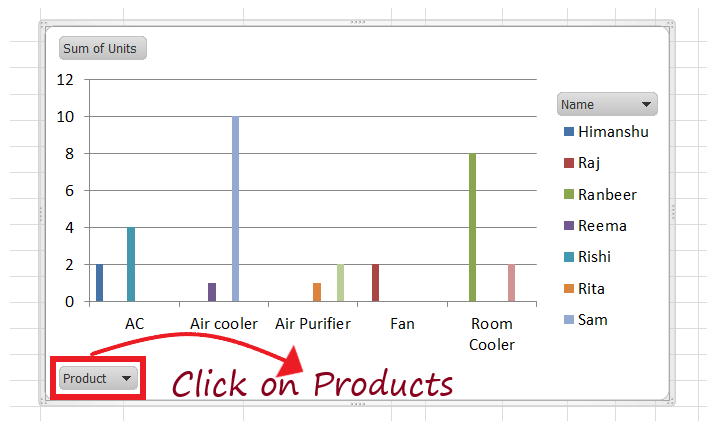 Sum of Units
12
10
8
6
4
2
0
AC Air cooler Air Purifier Fan Room
Cooler
Name
Himanshu
Raj
Ranbeer
Reema
Rishi
Rita
Sam
Product
Click on Products